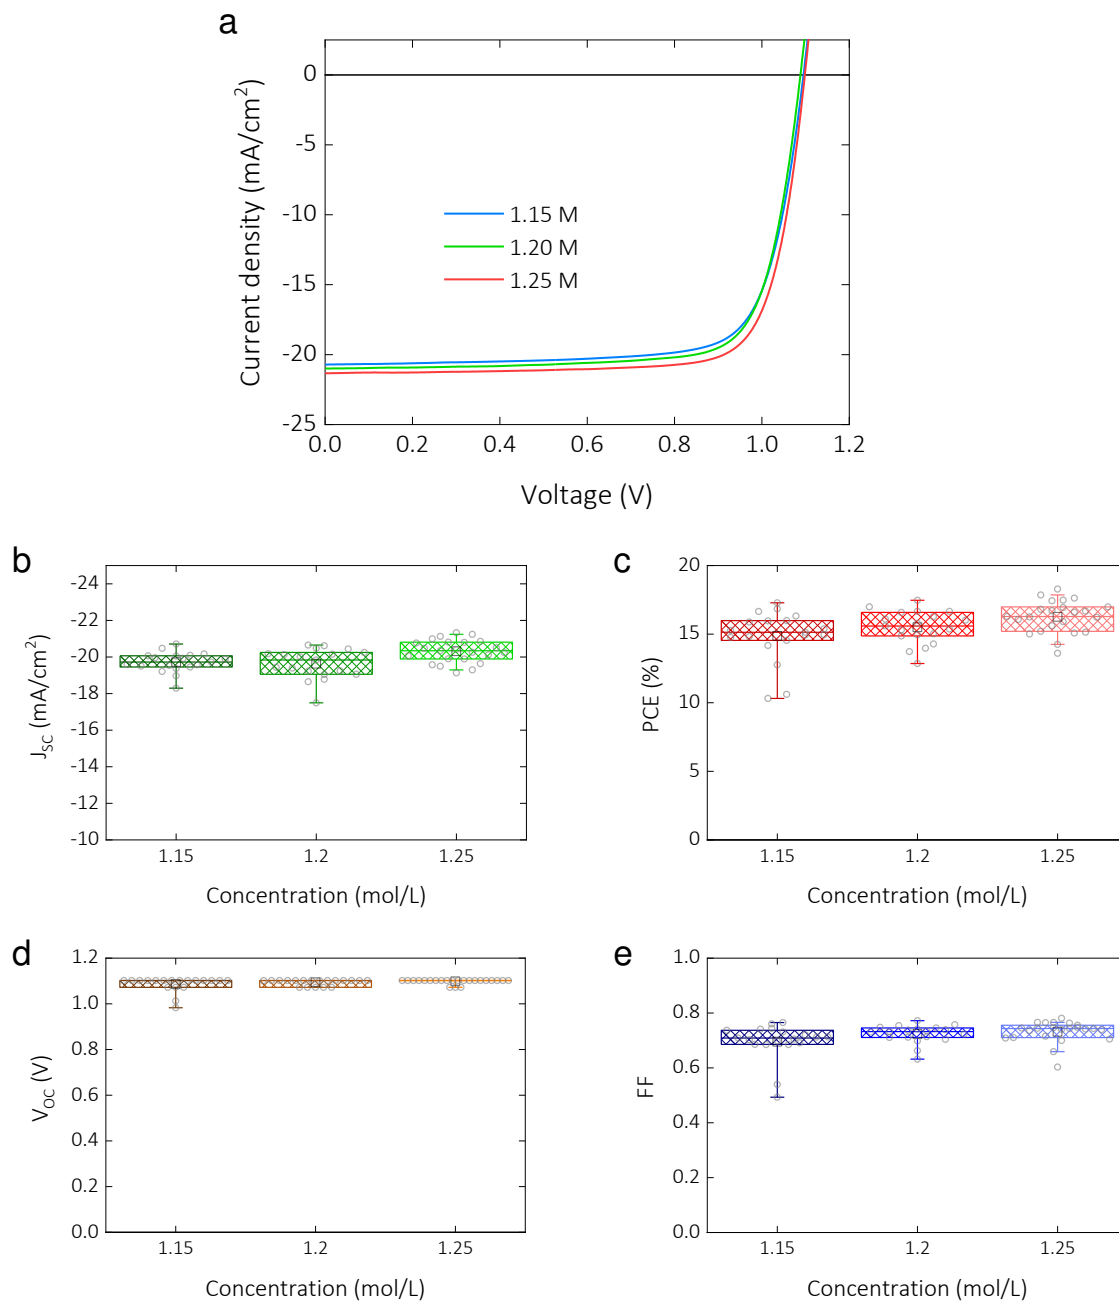 a
0
-5
-10
-15
-20
-25
0.0 0.2 0.4 0.6 0.8 1.0 1.2
Current density (mA/cm²)
Voltage (V)
1.15 M
1.20 M
1.25 M
b
-24
-22
-20
-18
-16
-14
-12
-10
J_SC (mA/cm²)
1.15 1.2 1.25
Concentration (mol/L)
c
20
15
10
5
0
PCE (%)
1.15 1.2 1.25
Concentration (mol/L)
d
1.2
1.0
0.8
0.6
0.4
0.2
0.0
V_OC (V)
1.15 1.2 1.25
Concentration (mol/L)
e
1.0
0.8
0.6
0.4
0.2
0.0
FF
1.15 1.2 1.25
Concentration (mol/L)